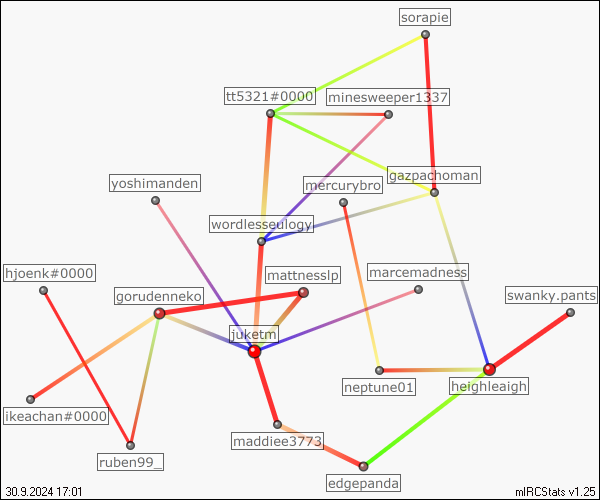 sorapie
tt5321#0000
minesweeper1337
yoshimanden
mercurybro
gazpachoman
wordlesseulogy
hjoenk#0000
mattnesslp
marcemadness
gorudenneko
swanky.pants
juketm
neptune01
heighleaigh
ikeachan#0000
maddiee3773
ruben99_
edgepanda
30.9.2024 17:01
mIRCStats v1.25